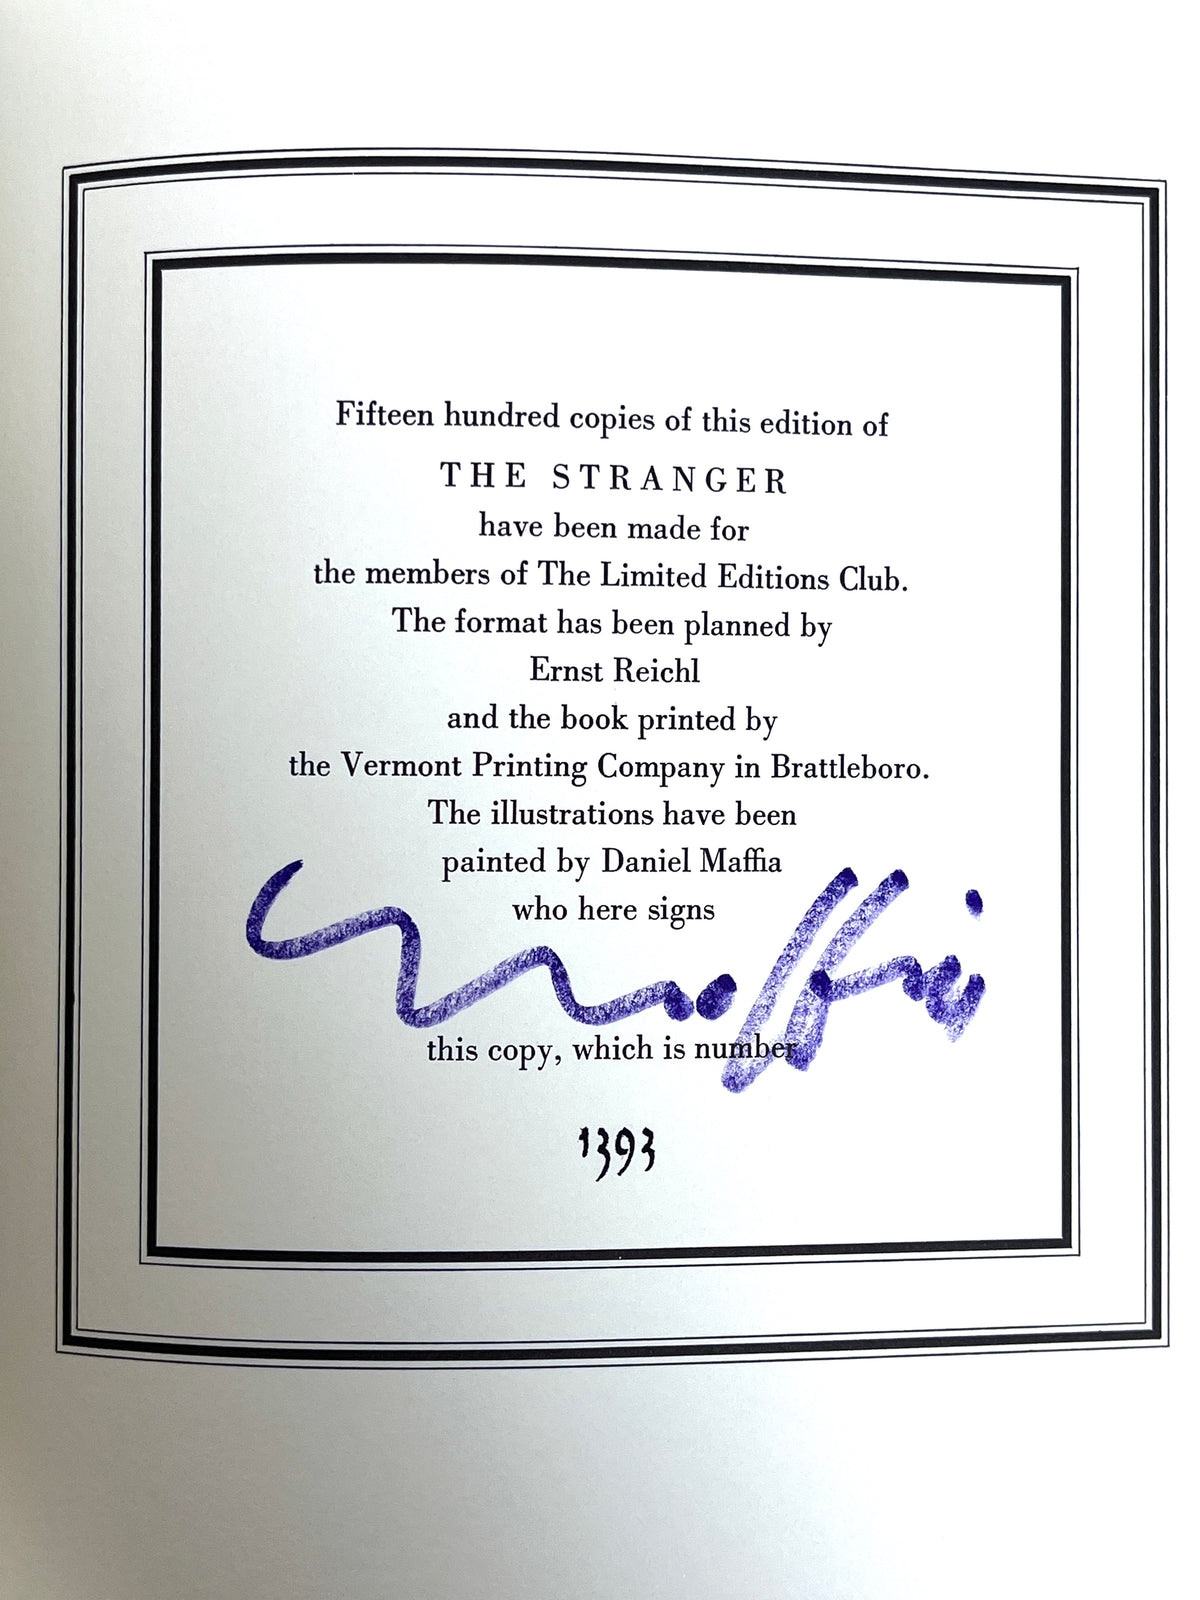 Fifteen hundred copies of this edition of
THE STRANGER
have been made for
the members of The Limited Editions Club.
The format has been planned by
Ernst Reichl
and the book printed by
the Vermont Printing Company in Brattleboro.
The illustrations have been
painted by Daniel Maffia
who here signs
Maffia
this copy, which is number
1393